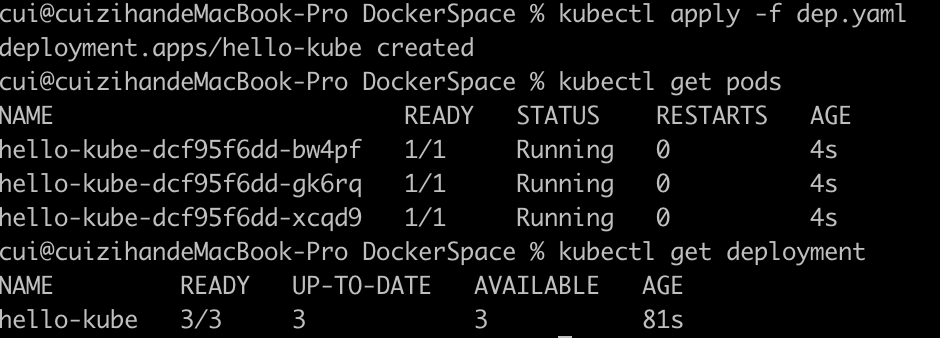 cui@cuizihandeMacBook-Pro DockerSpace % kubectl apply -f dep.yaml
deployment.apps/hello-kube created
cui@cuizihandeMacBook-Pro DockerSpace % kubectl get pods
NAME READY STATUS RESTARTS AGE
hello-kube-dcf95f6dd-bw4pf 1/1 Running 0 4s
hello-kube-dcf95f6dd-gk6rq 1/1 Running 0 4s
hello-kube-dcf95f6dd-xcqd9 1/1 Running 0 4s
cui@cuizihandeMacBook-Pro DockerSpace % kubectl get deployment
NAME READY UP-TO-DATE AVAILABLE AGE
hello-kube 3/3 3 3 81s